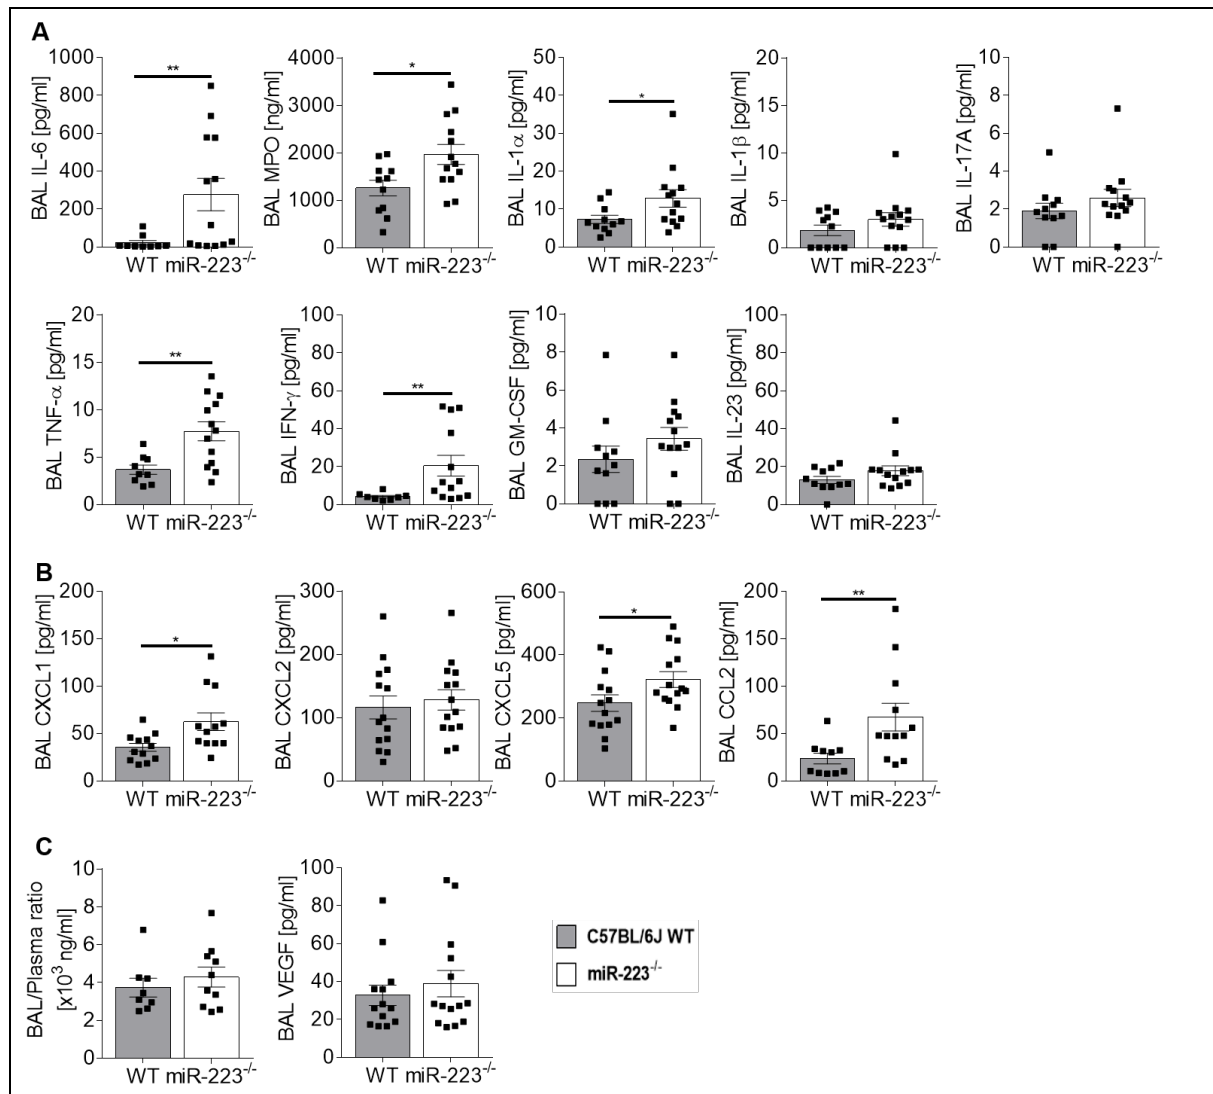 A
BAL IL-6 [pg/ml]
1000
800
600
400
200
0
**
WT miR-223-/-
BAL MPO [ng/ml]
4000
3000
2000
1000
0
*
WT miR-223-/-
BAL IL-1α [pg/ml]
50
40
30
20
10
0
*
WT miR-223-/-
BAL IL-1β [pg/ml]
20
15
10
5
0
WT miR-223-/-
BAL IL-17A [pg/ml]
10
8
6
4
2
0
WT miR-223-/-
BAL TNF-α [pg/ml]
20
15
10
5
0
**
WT miR-223-/-
BAL IFN-γ [pg/ml]
100
80
60
40
20
0
**
WT miR-223-/-
BAL GM-CSF [pg/ml]
10
8
6
4
2
0
WT miR-223-/-
BAL IL-23 [pg/ml]
100
80
60
40
20
0
WT miR-223-/-
B
BAL CXCL1 [pg/ml]
200
150
100
50
0
*
WT miR-223-/-
BAL CXCL2 [pg/ml]
300
200
100
0
WT miR-223-/-
BAL CXCL5 [pg/ml]
600
400
200
0
*
WT miR-223-/-
BAL CCL2 [pg/ml]
200
150
100
50
0
**
WT miR-223-/-
C
BAL/Plasma ratio
[x10³ ng/ml]
10
8
6
4
2
0
WT miR-223-/-
BAL VEGF [pg/ml]
100
80
60
40
20
0
WT miR-223-/-
C57BL/6J WT
miR-223-/-